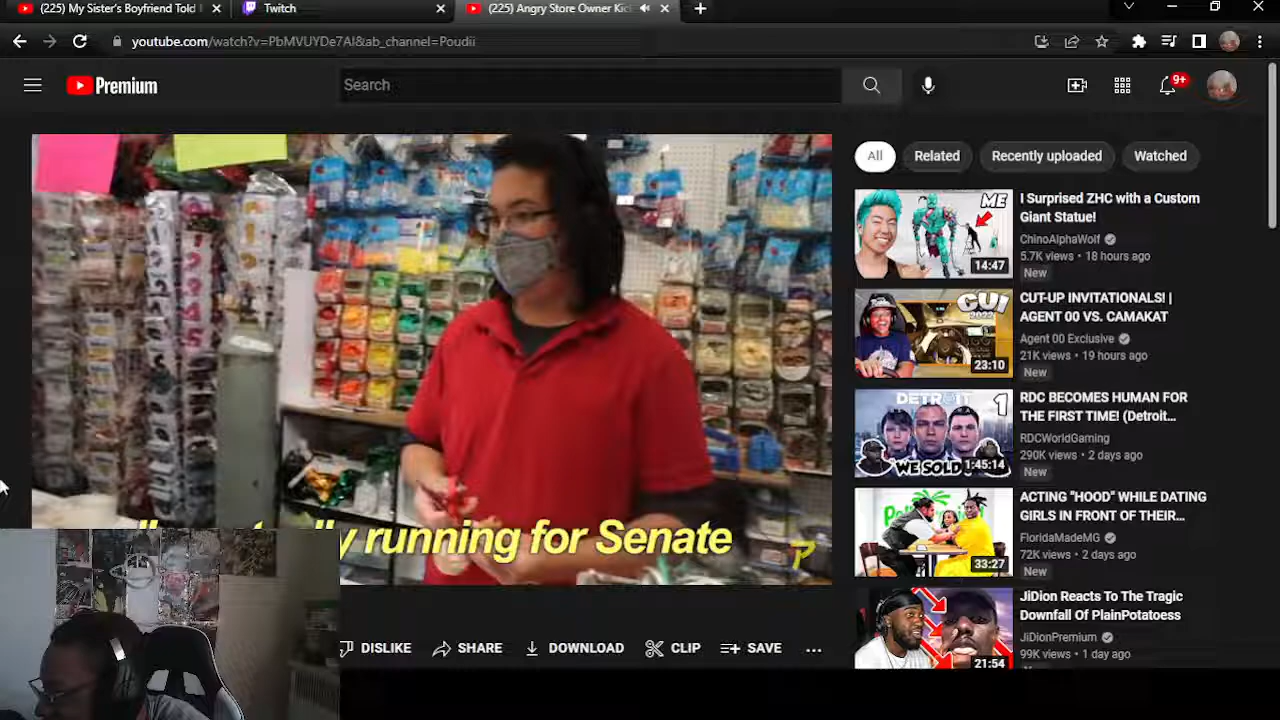 (225) My Sister's Boyfriend Told
Twitch
(225) Angry Store Owner Kic
youtube.com/watch?v=PbMVUYDe7AI&ab_channel=Poudii
Premium
Search
9+
running for Senate
DISLIKE
SHARE
DOWNLOAD
CLIP
SAVE
All
Related
Recently uploaded
Watched
ME
14:47
I Surprised ZHC with a Custom
Giant Statue!
ChinoAlphaWolf
5.7K views • 18 hours ago
New
CUI
2022
23:10
CUT-UP INVITATIONALS! |
AGENT 00 VS. CAMAKAT
Agent 00 Exclusive
21K views • 19 hours ago
New
DETROIT
1
WE SOLD
1:45:14
RDC BECOMES HUMAN FOR
THE FIRST TIME! (Detroit...
RDCWorldGaming
290K views • 2 days ago
New
33:27
ACTING "HOOD" WHILE DATING
GIRLS IN FRONT OF THEIR...
FloridaMadeMG
72K views • 2 days ago
New
21:54
JiDion Reacts To The Tragic
Downfall Of PlainPotatoess
JiDionPremium
99K views • 1 day ago